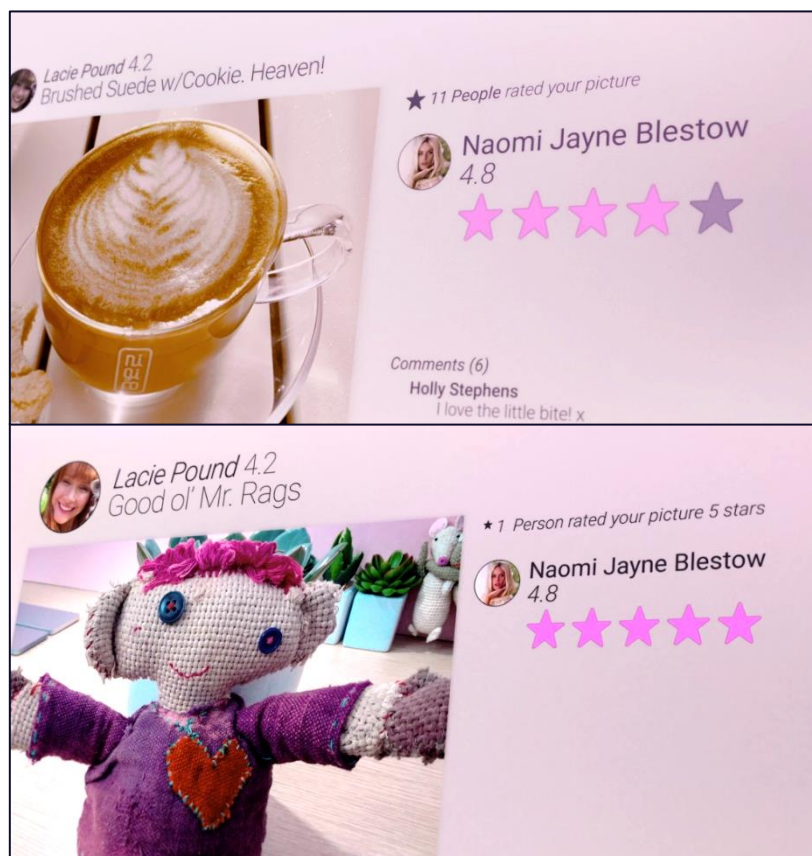 Lacie Pound 4.2
Brushed Suede w/Cookie. Heaven!
11 People rated your picture
Naomi Jayne Blestow
4.8
Comments (6)
Holly Stephens
I love the little bite! x
Lacie Pound 4.2
Good ol' Mr. Rags
1 Person rated your picture 5 stars
Naomi Jayne Blestow
4.8